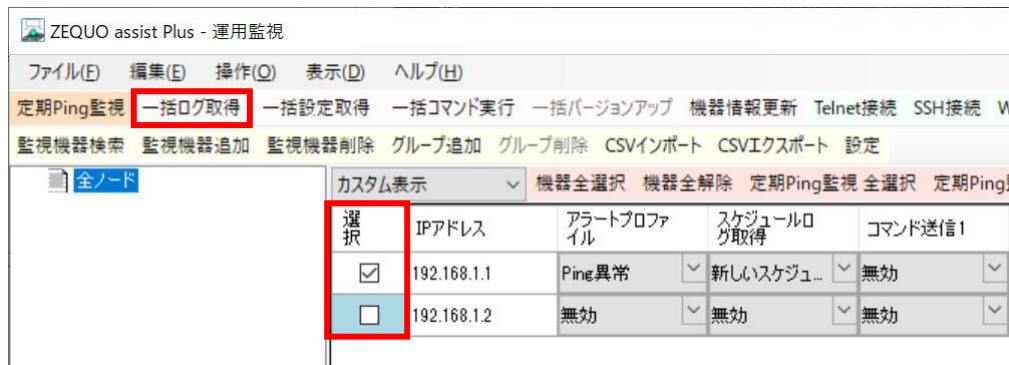 ZEQUO assist Plus - 運用監視
ファイル(F) 編集(E) 操作(O) 表示(D) ヘルプ(H)
定期Ping監視 一括ログ取得 一括設定取得 一括コマンド実行 一括バージョンアップ 機器情報更新 Telnet接続 SSH接続 W
監視機器検索 監視機器追加 監視機器削除 グループ追加 グループ削除 CSVインポート CSVエクスポート 設定
全ノード
カスタム表示 機器全選択 機器全解除 定期Ping監視 全選択 定期Ping
選択 IPアドレス アラートプロファイル スケジュールログ取得 コマンド送信1
192.168.1.1 Ping異常 新しいスケジュ... 無効
192.168.1.2 無効 無効 無効